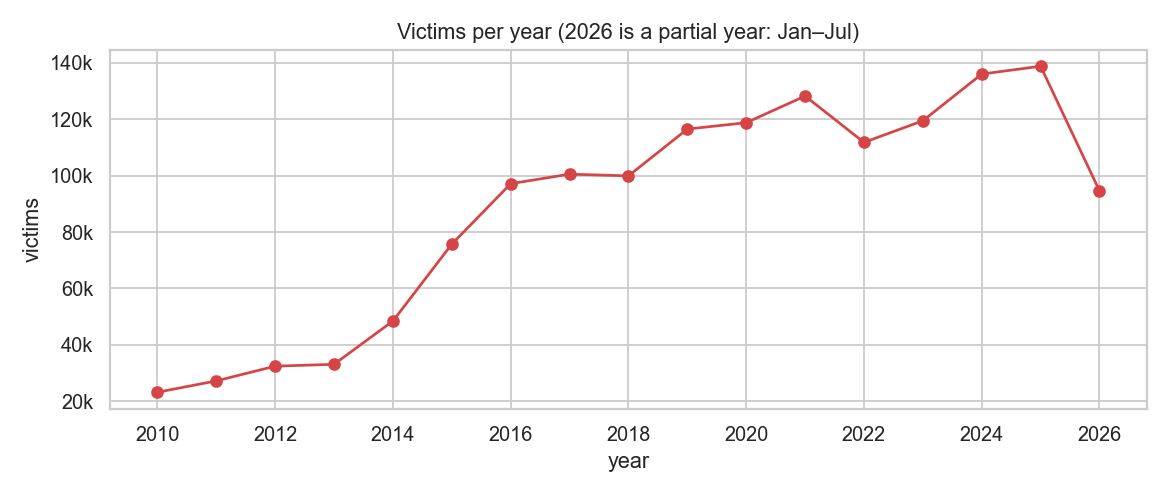 Victims per year (2026 is a partial year: Jan–Jul)
140k
120k
100k
80k
60k
40k
20k
victims
2010 2012 2014 2016 2018 2020 2022 2024 2026
year